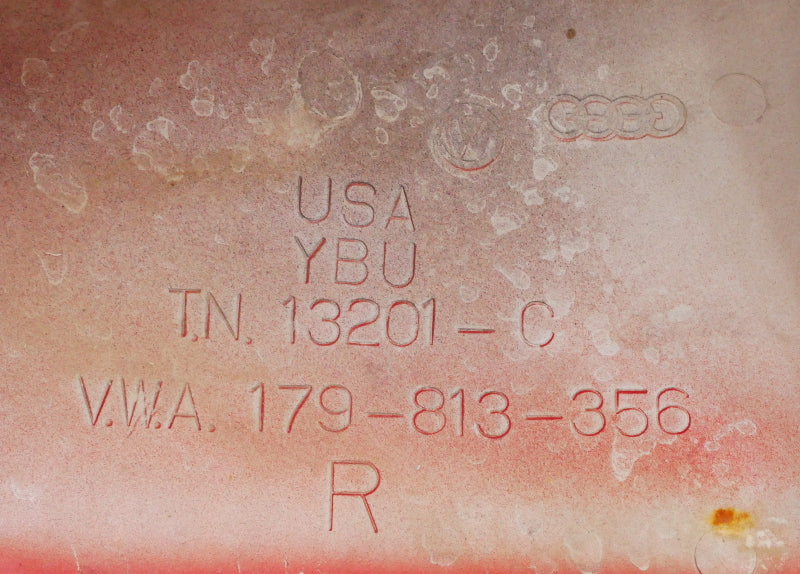 USA
YBU
T.N. 13201-C
V.W.A. 179-813-356
R